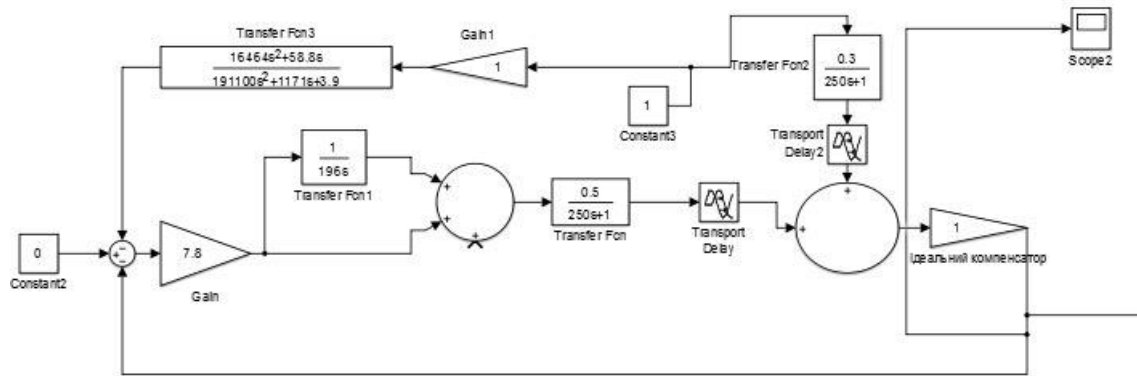 Transfer Fcn3
16464s²+58.8s
191100s²+1171s+3.9
Gain1
1
1
Constant3
Transfer Fcn2
0.3
250s+1
Transport
Delay2
Scope2
1
196s
Transfer Fcn1
0
Constant2
7.8
Gain
0.5
250s+1
Transfer Fcn
Transport
Delay
1
Ідеальний компенсатор